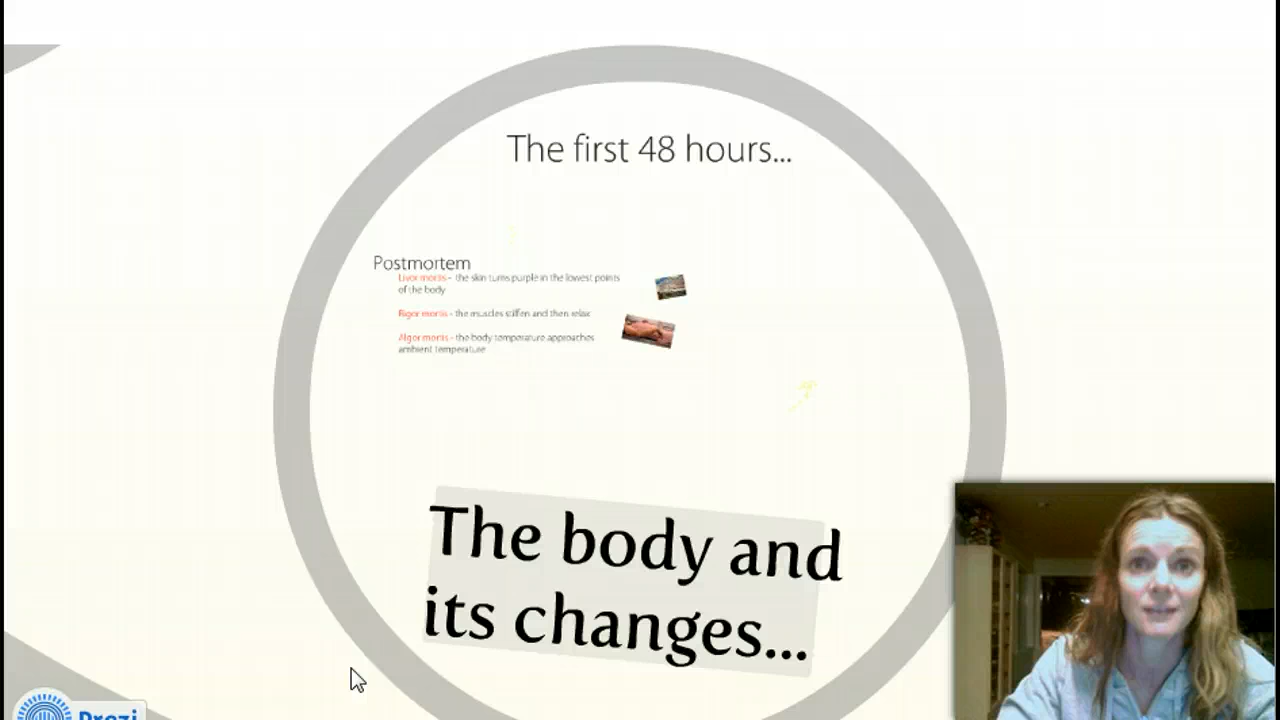 The first 48 hours...
Postmortem
Livor mortis - the skin turns purple in the lowest points
of the body
Rigor mortis - the muscles stiffen and then relax
Algor mortis - the body temperature approaches
ambient temperature
The body and
its changes...
Prezi